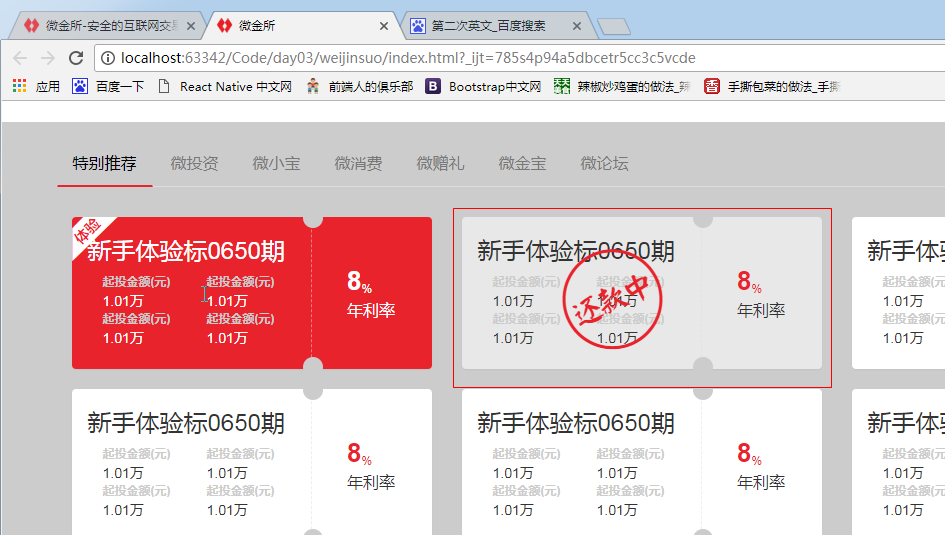 微金所-安全的互联网交易
微金所
第二次英文_百度搜索
localhost:63342/Code/day03/weijinsuo/index.html?_ijt=785s4p94a5dbcetr5cc3c5vcde
应用 百度一下 React Native 中文网 前端人的俱乐部 Bootstrap中文网 辣椒炒鸡蛋的做法_辣 手撕包菜的做法_手撕
特别推荐 微投资 微小宝 微消费 微赠礼 微金宝 微论坛
体验
新手体验标0650期
起投金额(元) 起投金额(元)
1.01万 1.01万
起投金额(元) 起投金额(元)
1.01万 1.01万
8%
年利率
新手体验标0650期
起投金额(元) 起投金额(元)
1.01万 1.01万
起投金额(元) 起投金额(元)
1.01万 1.01万
还款中
8%
年利率
新手体验
起投金额(元)
1.01万
起投金额(元)
1.01万
新手体验标0650期
起投金额(元) 起投金额(元)
1.01万 1.01万
起投金额(元) 起投金额(元)
1.01万 1.01万
8%
年利率
新手体验标0650期
起投金额(元) 起投金额(元)
1.01万 1.01万
起投金额(元) 起投金额(元)
1.01万 1.01万
8%
年利率
新手体验
起投金额(元)
1.01万
起投金额(元)
1.01万